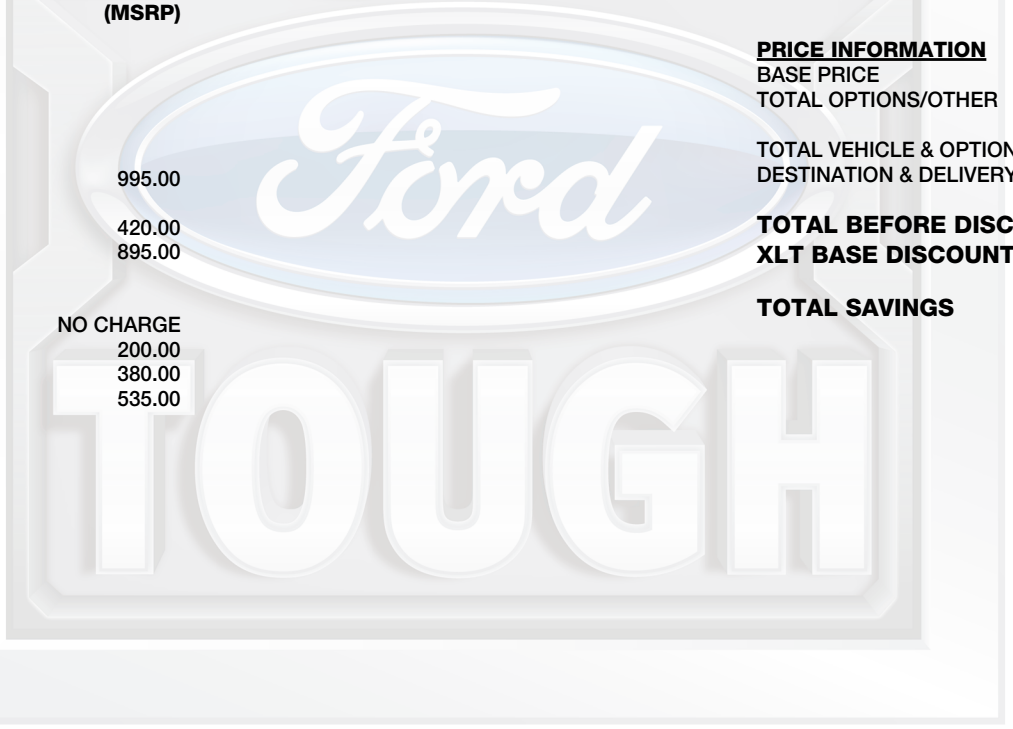 (MSRP)
995.00
420.00
895.00
NO CHARGE
200.00
380.00
535.00
PRICE INFORMATION
BASE PRICE
TOTAL OPTIONS/OTHER
TOTAL VEHICLE & OPTION
DESTINATION & DELIVERY
TOTAL BEFORE DISC
XLT BASE DISCOUNT
TOTAL SAVINGS
Ford
TOUGH